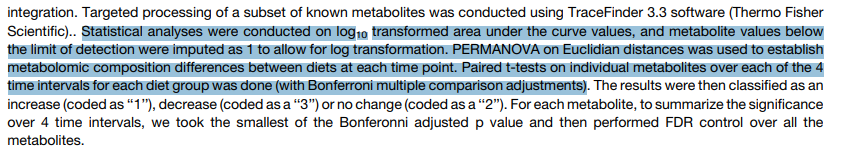 integration. Targeted processing of a subset of known metabolites was conducted using TraceFinder 3.3 software (Thermo Fisher
Scientific).. Statistical analyses were conducted on log10 transformed area under the curve values, and metabolite values below
the limit of detection were imputed as 1 to allow for log transformation. PERMANOVA on Euclidian distances was used to establish
metabolomic composition differences between diets at each time point. Paired t-tests on individual metabolites over each of the 4
time intervals for each diet group was done (with Bonferroni multiple comparison adjustments). The results were then classified as an
increase (coded as “1”), decrease (coded as a “3”) or no change (coded as a “2”). For each metabolite, to summarize the significance
over 4 time intervals, we took the smallest of the Bonferonni adjusted p value and then performed FDR control over all the
metabolites.